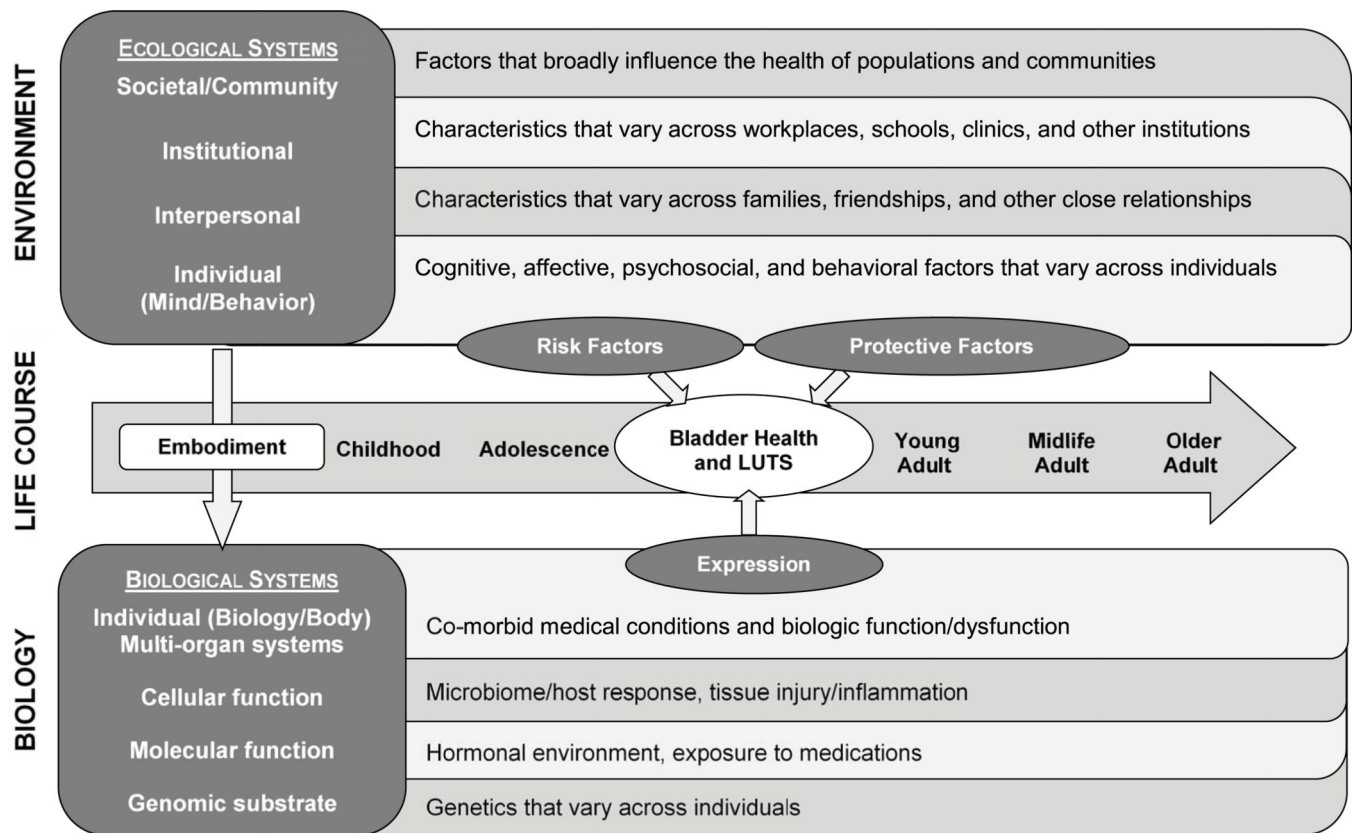 ENVIRONMENT
ECOLOGICAL SYSTEMS
Societal/Community
Factors that broadly influence the health of populations and communities
Institutional
Characteristics that vary across workplaces, schools, clinics, and other institutions
Interpersonal
Characteristics that vary across families, friendships, and other close relationships
Individual
(Mind/Behavior)
Cognitive, affective, psychosocial, and behavioral factors that vary across individuals
Risk Factors
Protective Factors
LIFE COURSE
Embodiment
Childhood
Adolescence
Bladder Health
and LUTS
Young
Adult
Midlife
Adult
Older
Adult
Expression
BIOLOGY
BIOLOGICAL SYSTEMS
Individual (Biology/Body)
Multi-organ systems
Co-morbid medical conditions and biologic function/dysfunction
Cellular function
Microbiome/host response, tissue injury/inflammation
Molecular function
Hormonal environment, exposure to medications
Genomic substrate
Genetics that vary across individuals